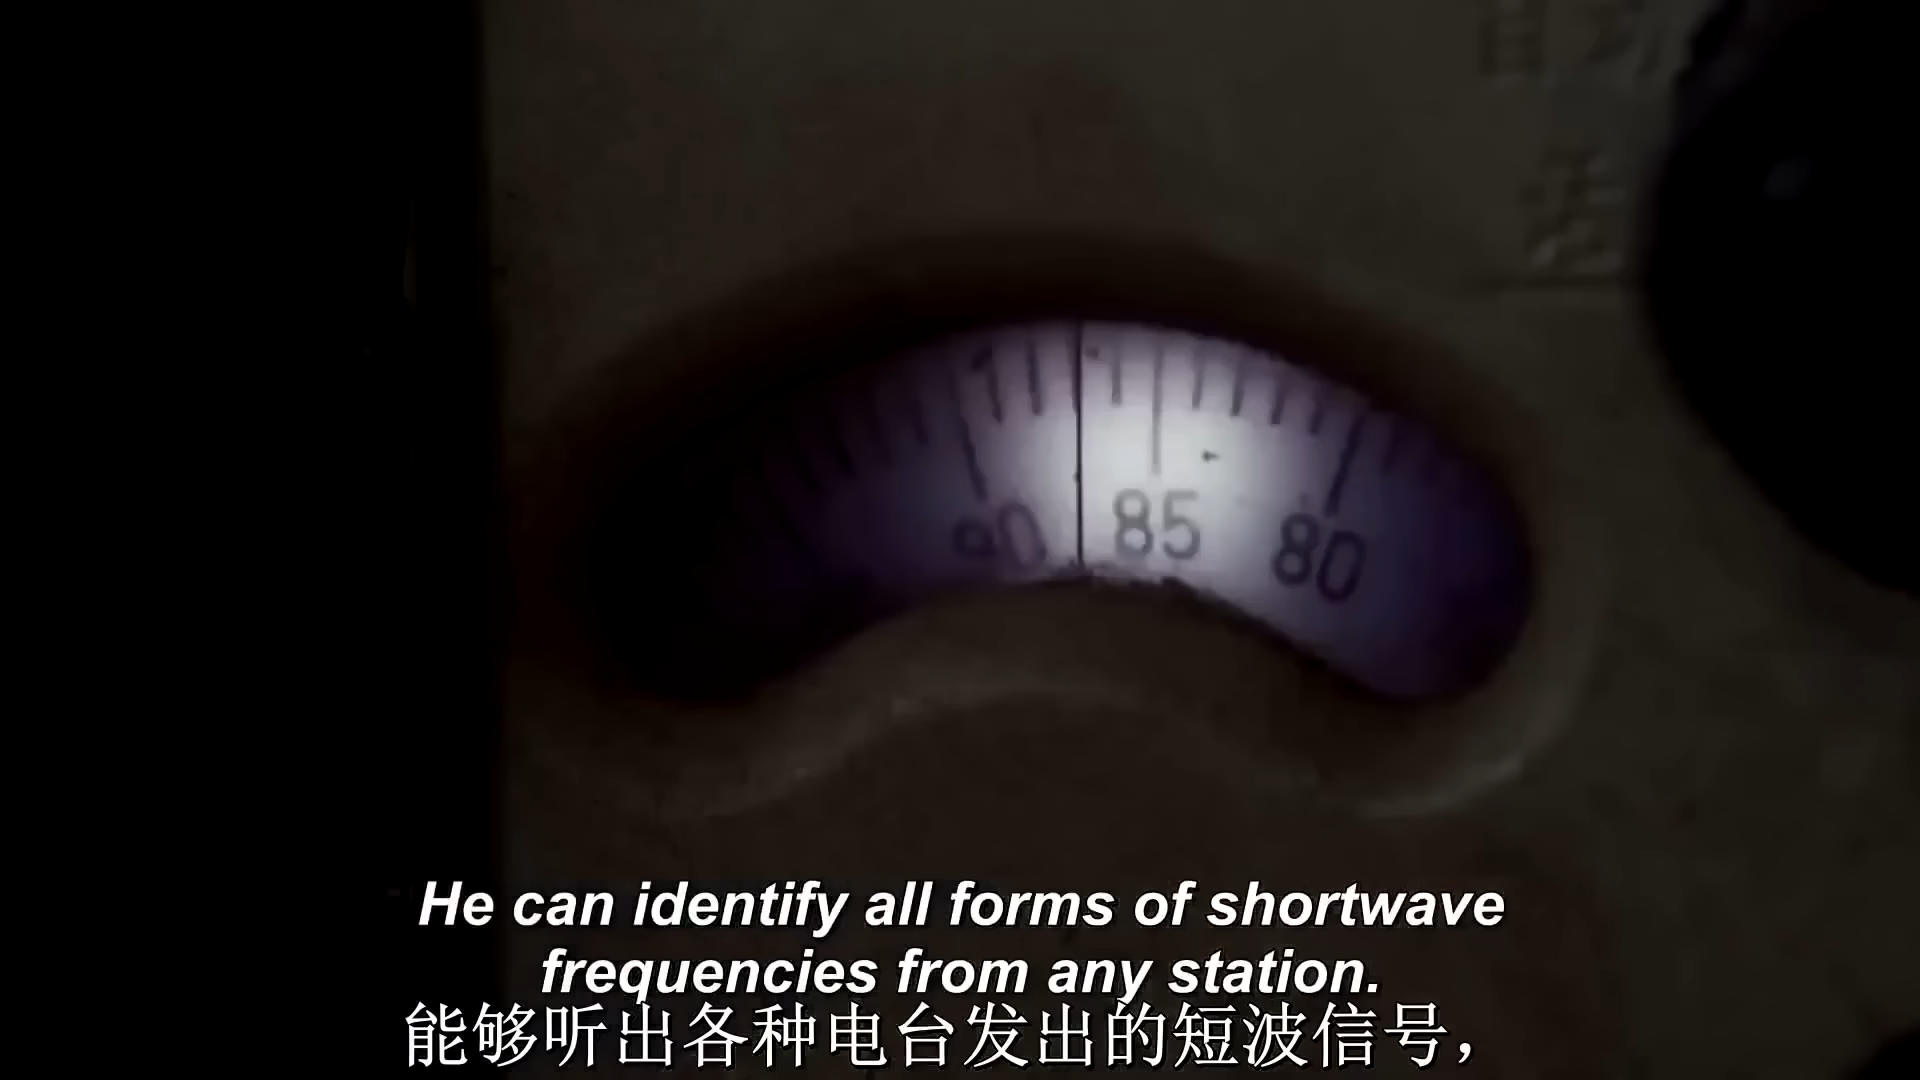 90 85 80
He can identify all forms of shortwave
frequencies from any station.
能够听出各种电台发出的短波信号，